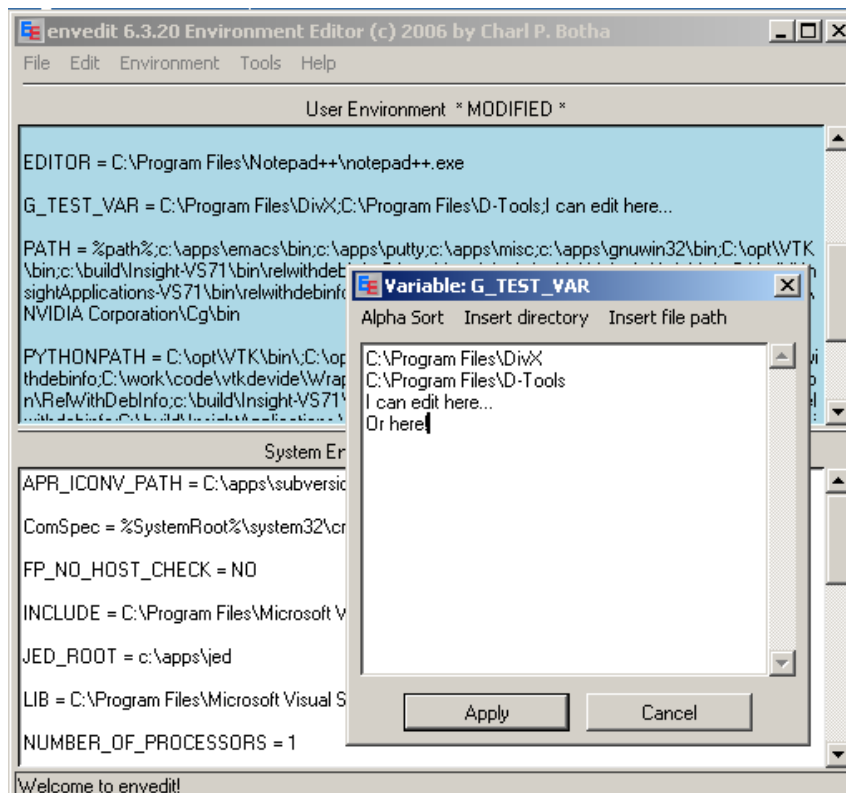 envedit 6.3.20 Environment Editor (c) 2006 by Charl P. Botha
File Edit Environment Tools Help
User Environment * MODIFIED *
EDITOR = C:\Program Files\Notepad++\notepad++.exe
G_TEST_VAR = C:\Program Files\DivX;C:\Program Files\D-Tools;I can edit here...
PATH = %path%;c:\apps\emacs\bin;c:\apps\putty;c:\apps\misc;c:\apps\gnuwin32\bin;C:\opt\VTK
\bin;c:\build\Insight-VS71\bin\relwithdeb
sightApplications-VS71\bin\relwithdebinfo
NVIDIA Corporation\Cg\bin
PYTHONPATH = C:\opt\VTK\bin\;C:\op
thdebinfo;C:\work\code\vtkdevide\Wrap
n\RelWithDebInfo;c:\build\Insight-VS71\
System En
APR_ICONV_PATH = C:\apps\subversio
ComSpec = %SystemRoot%\system32\cm
FP_NO_HOST_CHECK = NO
INCLUDE = C:\Program Files\Microsoft V
JED_ROOT = c:\apps\jed
LIB = C:\Program Files\Microsoft Visual S
NUMBER_OF_PROCESSORS = 1
Welcome to envedit!
Variable: G_TEST_VAR
Alpha Sort Insert directory Insert file path
C:\Program Files\DivX
C:\Program Files\D-Tools
I can edit here...
Or here!
Apply Cancel